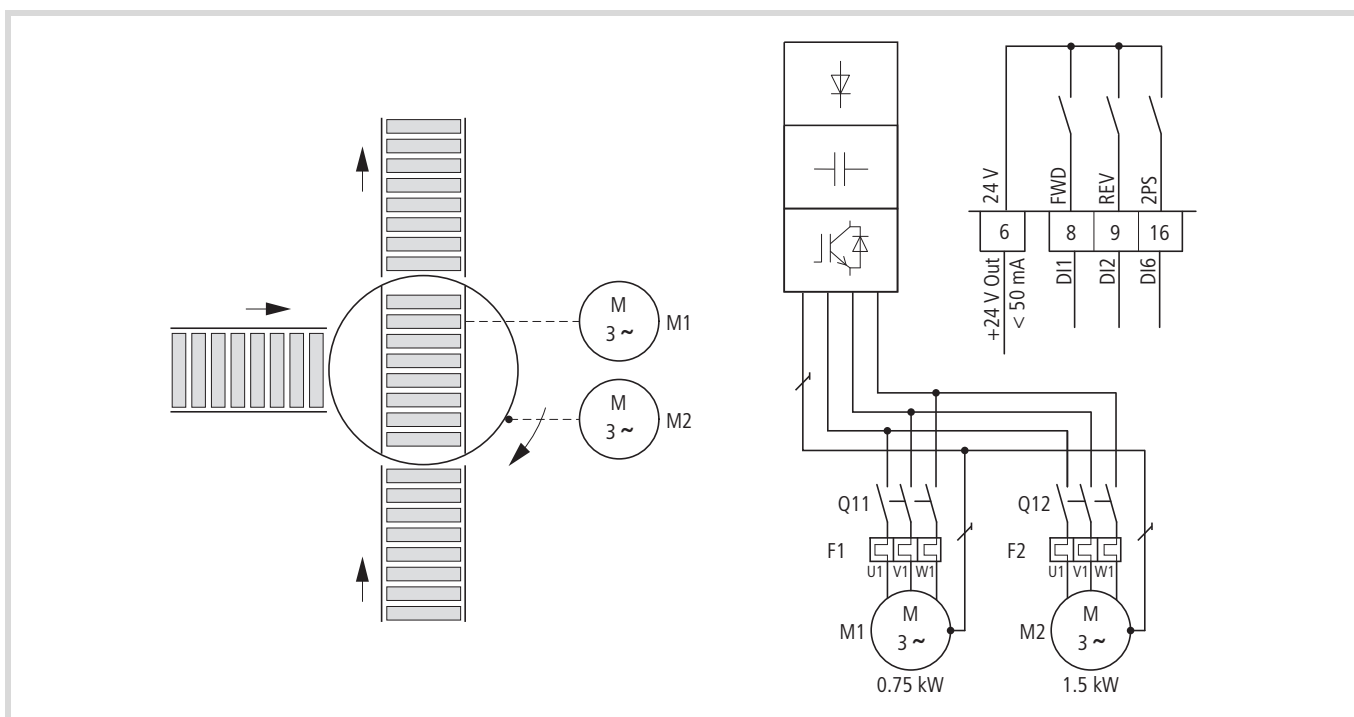 M
3 ~
M1
M
3 ~
M2
24 V
FWD
REV
2PS
6
8
9
16
+24 V Out
< 50 mA
DI1
DI2
DI6
Q11
Q12
F1
F2
U1 V1 W1
U1 V1 W1
M1
M
3 ~
0.75 kW
M2
M
3 ~
1.5 kW